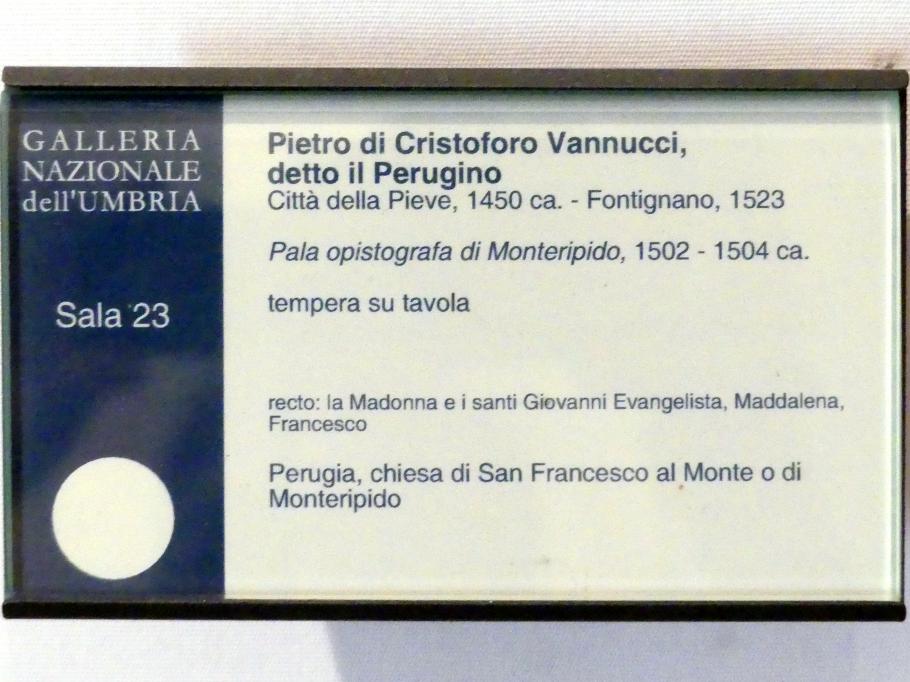 GALLERIA
NAZIONALE
dell'UMBRIA
Sala 23
Pietro di Cristoforo Vannucci,
detto il Perugino
Città della Pieve, 1450 ca. - Fontignano, 1523
Pala opistografa di Monteripido, 1502 - 1504 ca.
tempera su tavola
recto: la Madonna e i santi Giovanni Evangelista, Maddalena,
Francesco
Perugia, chiesa di San Francesco al Monte o di
Monteripido